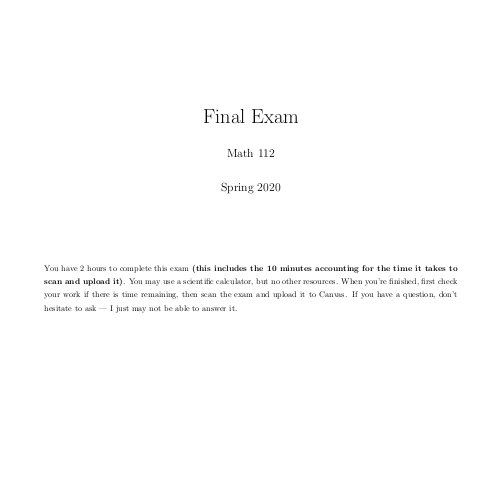 Final Exam
Math 112
Spring 2020
You have 2 hours to complete this exam (this includes the 10 minutes accounting for the time it takes to
scan and upload it). You may use a scientific calculator, but no other resources. When you're finished, first check
your work if there is time remaining, then scan the exam and upload it to Canvas. If you have a question, don't
hesitate to ask — I just may not be able to answer it.